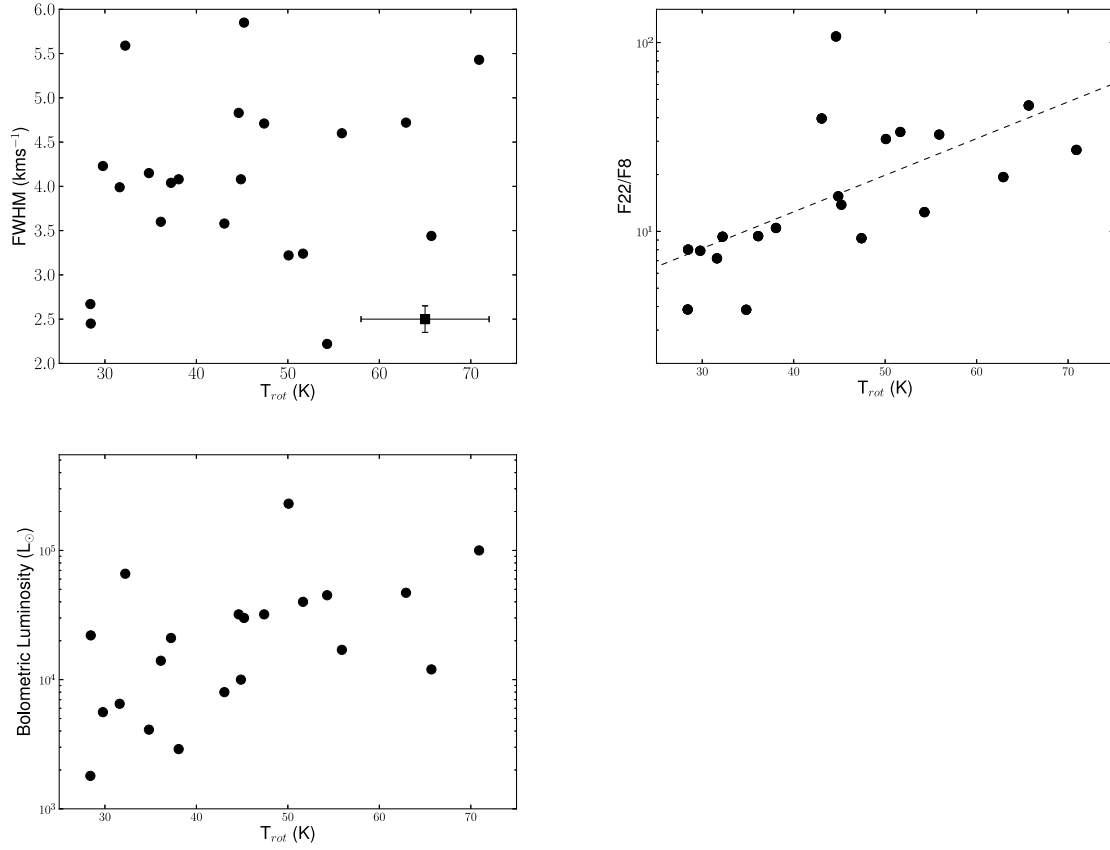 6.0
5.5
5.0
4.5
4.0
3.5
3.0
2.5
2.0
FWHM (kms⁻¹)
30 40 50 60 70
T_rot (K)
10²
10¹
F22/F8
30 40 50 60 70
T_rot (K)
10⁵
10⁴
10³
Bolometric Luminosity (L☉)
30 40 50 60 70
T_rot (K)